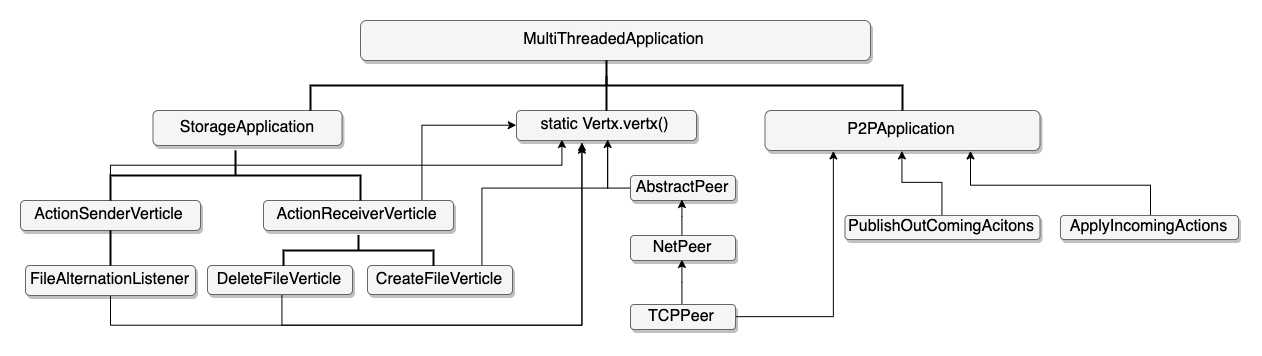 MultiThreadedApplication
StorageApplication
static Vertx.vertx()
P2PApplication
AbstractPeer
ActionSenderVerticle
ActionReceiverVerticle
PublishOutComingAcitons
ApplyIncomingActions
NetPeer
FileAlternationListener
DeleteFileVerticle
CreateFileVerticle
TCPPeer